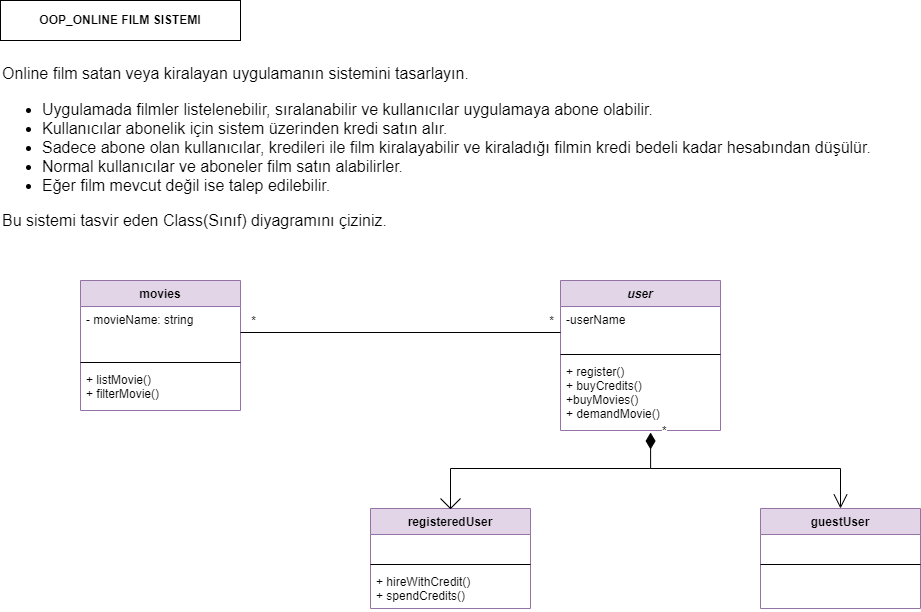 OOP_ONLINE FILM SISTEMI
Online film satan veya kiralayan uygulamanın sistemini tasarlayın.
• Uygulamada filmler listelenebilir, sıralanabilir ve kullanıcılar uygulamaya abone olabilir.
• Kullanıcılar abonelik için sistem üzerinden kredi satın alır.
• Sadece abone olan kullanıcılar, kredileri ile film kiralayabilir ve kiraladığı filmin kredi bedeli kadar hesabından düşülür.
• Normal kullanıcılar ve aboneler film satın alabilirler.
• Eğer film mevcut değil ise talep edilebilir.
Bu sistemi tasvir eden Class(Sınıf) diyagramını çiziniz.
movies
- movieName: string
+ listMovie()
+ filterMovie()
*
*
user
-userName
+ register()
+ buyCredits()
+buyMovies()
+ demandMovie()
*
registeredUser
+ hireWithCredit()
+ spendCredits()
guestUser